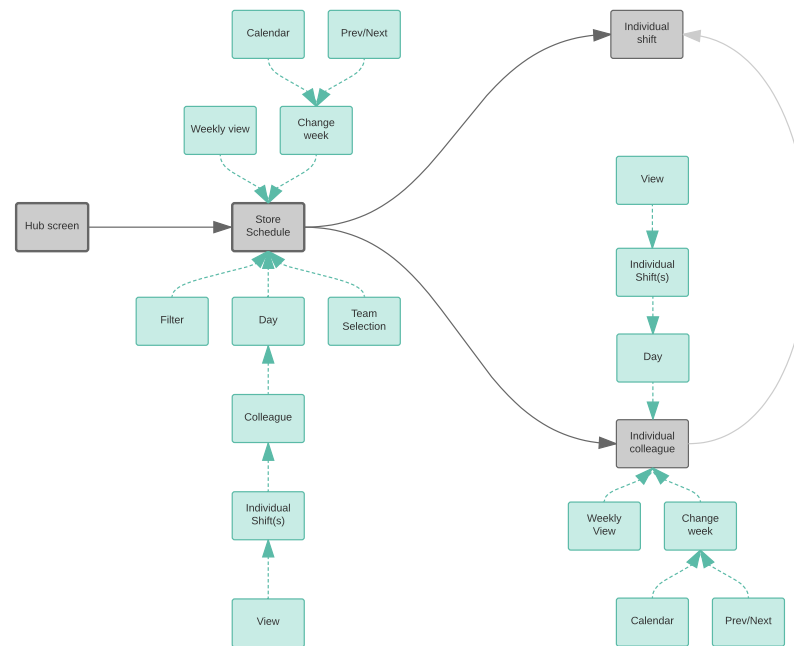 Calendar
Prev/Next
Individual
shift
Weekly view
Change
week
View
Hub screen
Store
Schedule
Individual
Shift(s)
Filter
Day
Team
Selection
Day
Colleague
Individual
colleague
Individual
Shift(s)
Weekly
View
Change
week
View
Calendar
Prev/Next